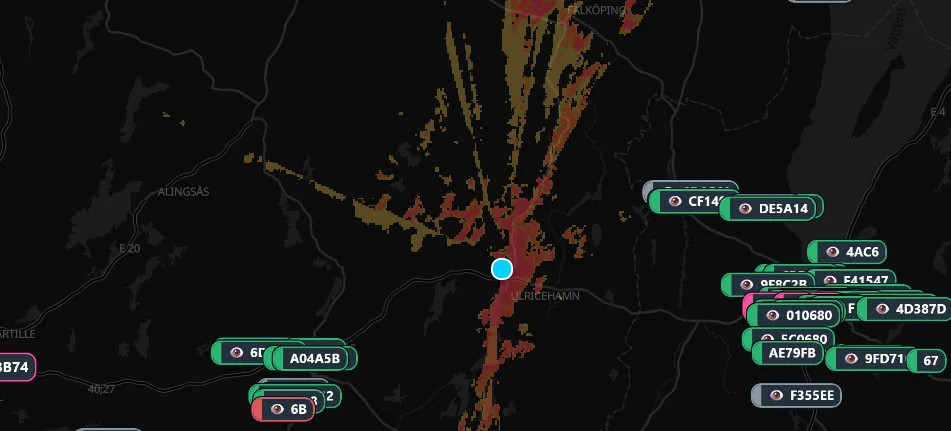 FALKÖPING
Vättern
E 4
ALINGSÅS
DE5A14
E 20
4AC6
9F8C2B
F41547
4D387D
010680
ULRICEHAMN
5C0680
AE79FB
9FD71
67
A04A5B
3B74
40;27
6B
F355EE